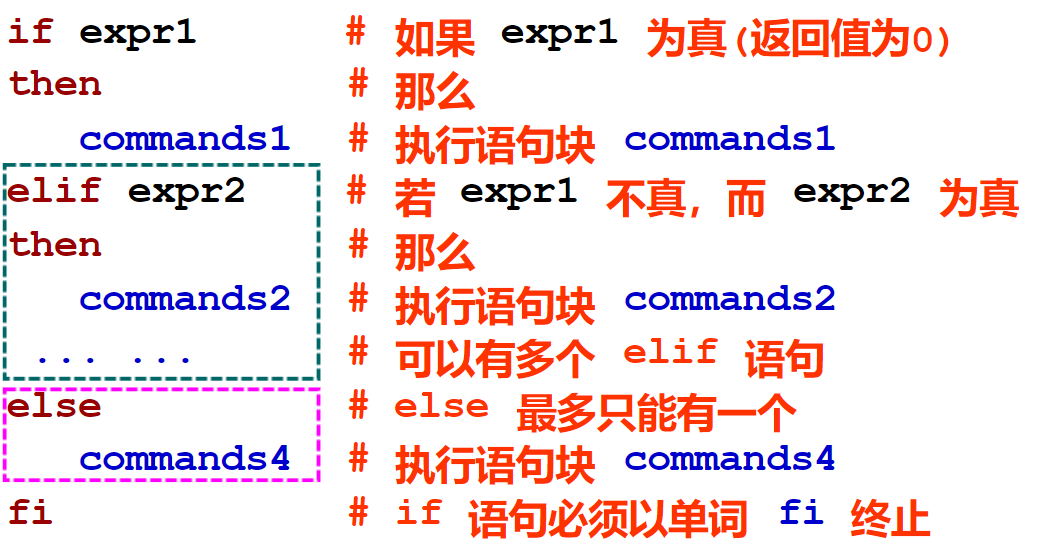 if expr1 # 如果 expr1 为真(返回值为0)
then # 那么
commands1 # 执行语句块 commands1
elif expr2 # 若 expr1 不真，而 expr2 为真
then # 那么
commands2 # 执行语句块 commands2
... ... # 可以有多个 elif 语句
else # else 最多只能有一个
commands4 # 执行语句块 commands4
fi # if 语句必须以单词 fi 终止